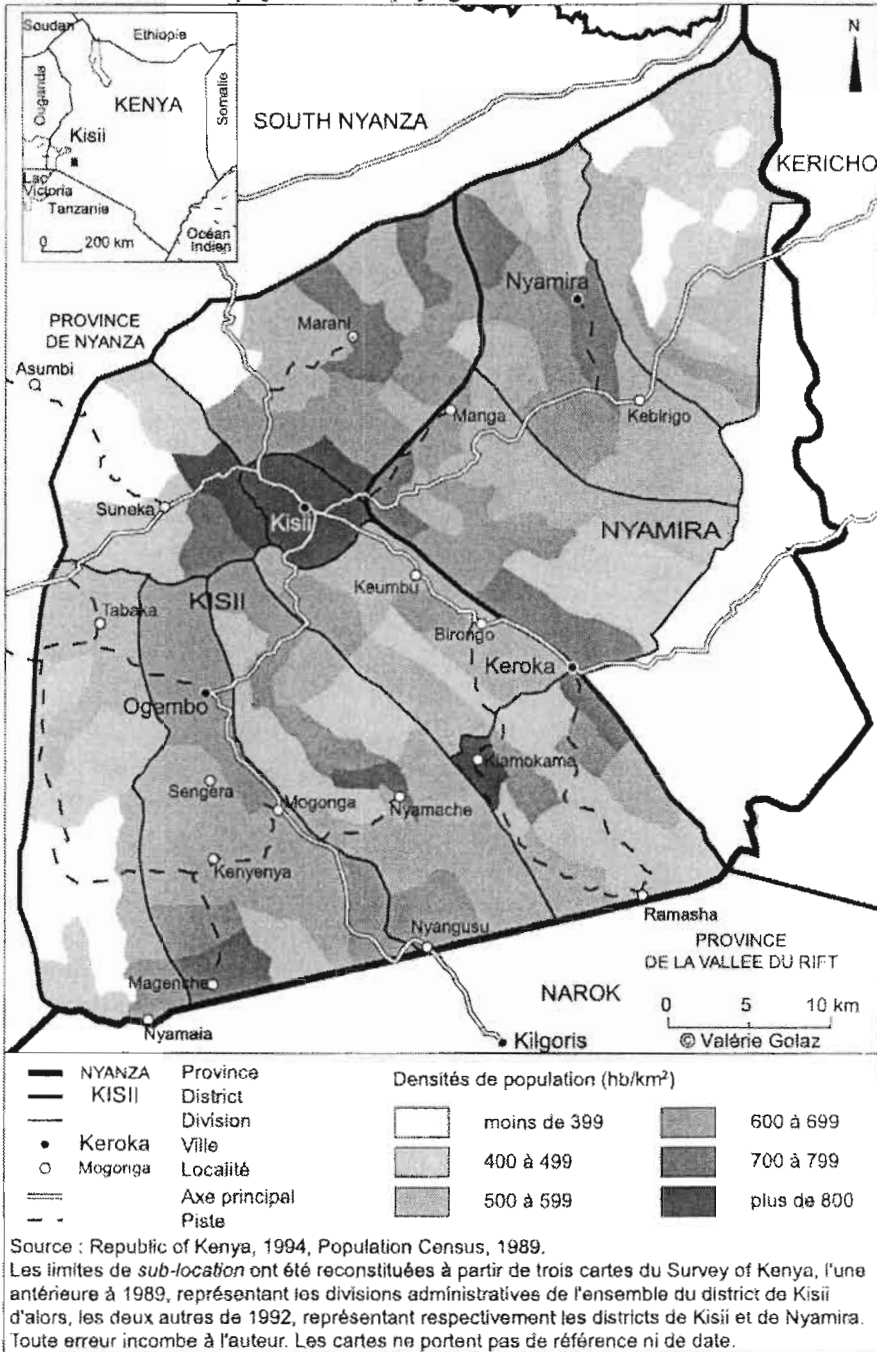 Soudan
Ethiopie
Ouganda
KENYA
Somalie
Kisii
Lac
Victoria
Tanzanie
Océan
Indien
0 200 km
N
SOUTH NYANZA
KERICHO
PROVINCE
DE NYANZA
Asumbi
Marani
Nyamira
Manga
Kebirigo
Suneka
Kisii
NYAMIRA
Keumbu
KISII
Tabaka
Birongo
Keroka
Ogembo
Kiamokama
Sengera
Mogonga
Nyamache
Kenyenya
Ramasha
Nyangusu
PROVINCE
DE LA VALLEE DU RIFT
Magenche
NAROK
0 5 10 km
Nyamaia
Kilgoris
© Valérie Golaz
NYANZA Province
KISII District
Division
Keroka Ville
Mogonga Localité
Axe principal
Piste
Densités de population (hb/km²)
moins de 399
400 à 499
500 à 599
600 à 699
700 à 799
plus de 800
Source : Republic of Kenya, 1994, Population Census, 1989.
Les limites de sub-location ont été reconstituées à partir de trois cartes du Survey of Kenya, l'une
antérieure à 1989, représentant les divisions administratives de l'ensemble du district de Kisii
d'alors, les deux autres de 1992, représentant respectivement les districts de Kisii et de Nyamira.
Toute erreur incombe à l'auteur. Les cartes ne portent pas de référence ni de date.